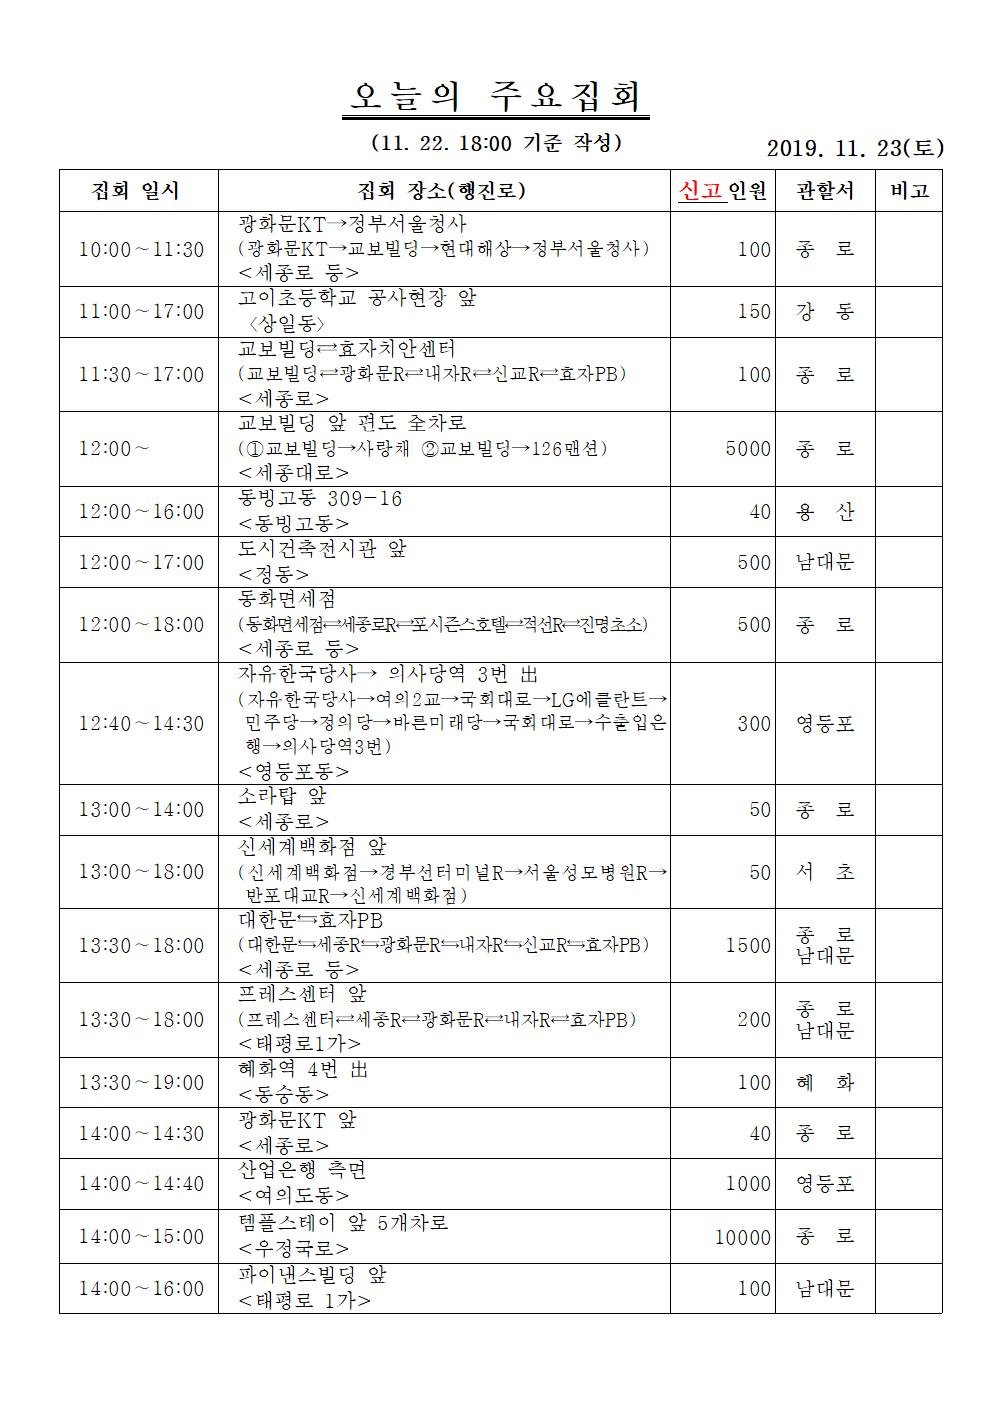 오늘의 주요집회
(11. 22. 18:00 기준 작성)
2019. 11. 23(토)
집회 일시 집회 장소(행진로) 신고인원 관할서 비고
10:00~11:30 광화문KT→정부서울청사
(광화문KT→교보빌딩→현대해상→정부서울청사)
<세종로 등> 100 종 로
11:00~17:00 고이초등학교 공사현장 앞
〈상일동〉 150 강 동
11:30~17:00 교보빌딩⇄효자치안센터
(교보빌딩⇄광화문R⇄내자R⇄신교R⇄효자PB)
<세종로> 100 종 로
12:00~ 교보빌딩 앞 편도 全차로
(①교보빌딩→사랑채 ②교보빌딩→126맨션)
<세종대로> 5000 종 로
12:00~16:00 동빙고동 309-16
<동빙고동> 40 용 산
12:00~17:00 도시건축전시관 앞
<정동> 500 남대문
12:00~18:00 동화면세점
(동화면세점⇄세종로R⇄포시즌스호텔⇄적선R⇄진명초소)
<세종로 등> 500 종 로
12:40~14:30 자유한국당사→ 의사당역 3번 出
(자유한국당사→여의2교→국회대로→LG에클란트→
민주당→정의당→바른미래당→국회대로→수출입은
행→의사당역3번)
<영등포동> 300 영등포
13:00~14:00 소라탑 앞
<세종로> 50 종 로
13:00~18:00 신세계백화점 앞
(신세계백화점→경부선터미널R→서울성모병원R→
반포대교R→신세계백화점) 50 서 초
13:30~18:00 대한문⇆효자PB
(대한문⇆세종R⇆광화문R⇆내자R⇆신교R⇆효자PB)
<세종로 등> 1500 종 로
남대문
13:30~18:00 프레스센터 앞
(프레스센터⇄세종R⇄광화문R⇄내자R⇄효자PB)
<태평로1가> 200 종 로
남대문
13:30~19:00 혜화역 4번 出
<동숭동> 100 혜 화
14:00~14:30 광화문KT 앞
<세종로> 40 종 로
14:00~14:40 산업은행 측면
<여의도동> 1000 영등포
14:00~15:00 템플스테이 앞 5개차로
<우정국로> 10000 종 로
14:00~16:00 파이낸스빌딩 앞
<태평로 1가> 100 남대문